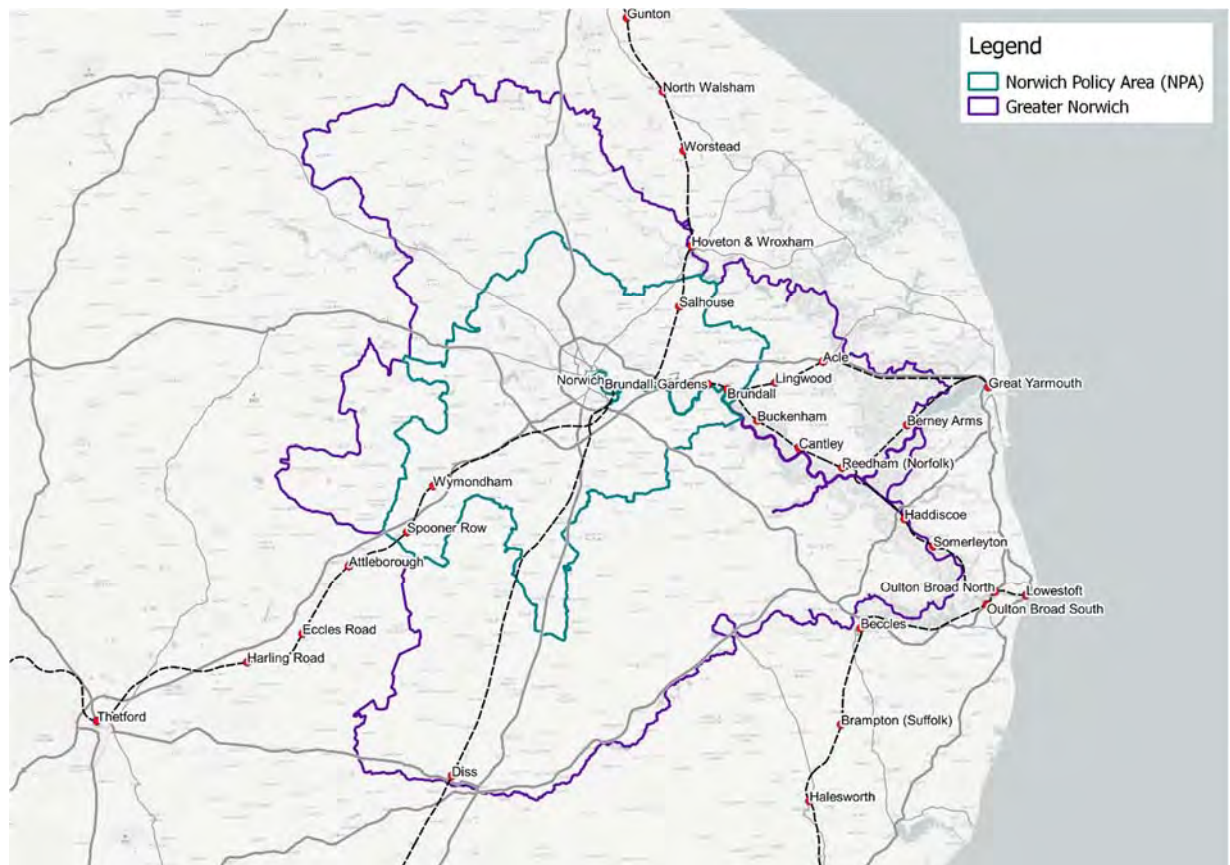 Gunton
Legend
Norwich Policy Area (NPA)
Greater Norwich
North Walsham
Worstead
Hoveton & Wroxham
Salhouse
Acle
Norwich
Brundall Gardens
Lingwood
Great Yarmouth
Brundall
Buckenham
Berney Arms
Cantley
Reedham (Norfolk)
Wymondham
Haddiscoe
Spooner Row
Somerleyton
Attleborough
Oulton Broad North
Lowestoft
Oulton Broad South
Beccles
Eccles Road
Harling Road
Thetford
Brampton (Suffolk)
Diss
Halesworth